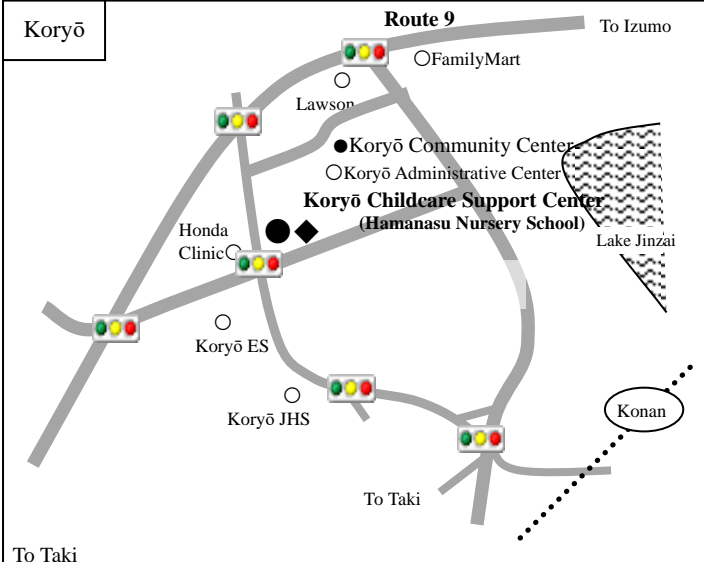 Koryō
Route 9
To Izumo
FamilyMart
Lawson
Koryō Community Center
Koryō Administrative Center
Koryō Childcare Support Center
(Hamanasu Nursery School)
Honda
Clinic
Lake Jinzai
Koryō ES
Koryō JHS
Konan
To Taki
To Taki